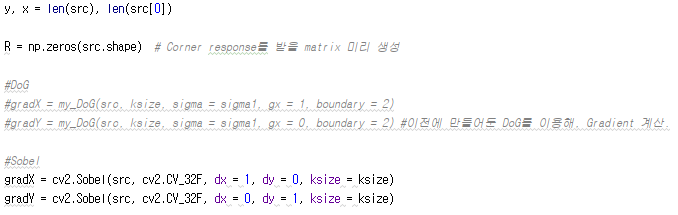 y, x = len(src), len(src[0])
R = np.zeros(src.shape)  # Corner response를 받을 matrix 미리 생성
#DoG
#gradX = my_DoG(src, ksize, sigma = sigma1, gx = 1, boundary = 2)
#gradY = my_DoG(src, ksize, sigma = sigma1, gx = 0, boundary = 2) #이전에 만들어둔 DoG를 이용해, Gradient 계산.
#Sobel
gradX = cv2.Sobel(src, cv2.CV_32F, dx = 1, dy = 0, ksize = ksize)
gradY = cv2.Sobel(src, cv2.CV_32F, dx = 0, dy = 1, ksize = ksize)